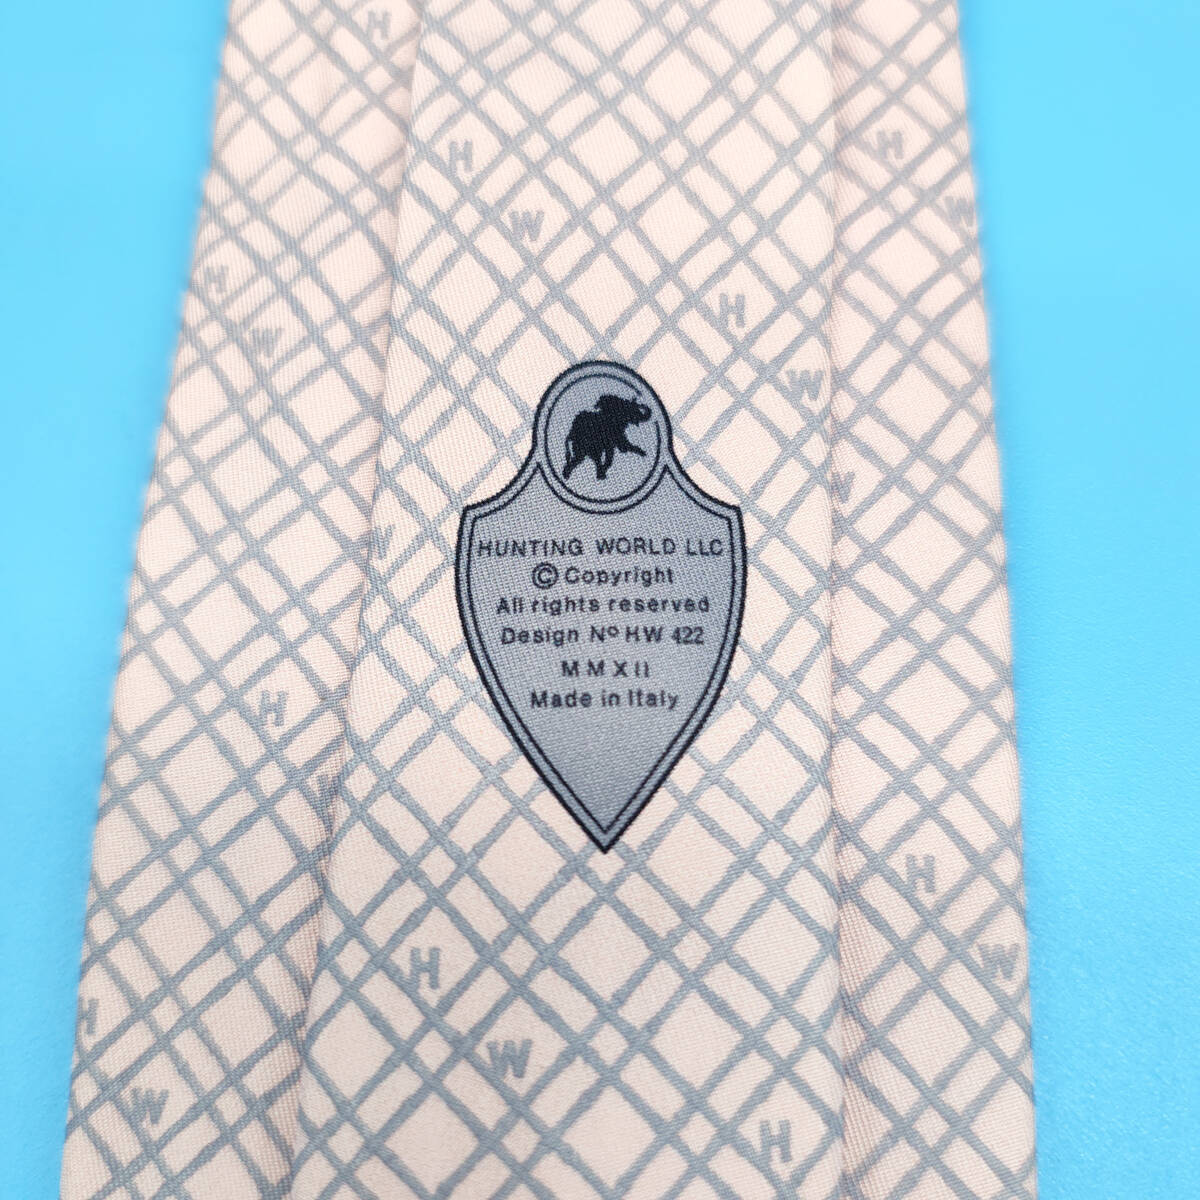 H
H
H
W
W
H
W
H
W
W
W
HUNTING WORLD LLC
© Copyright
All rights reserved
Design Nº HW 422
MMXII
Made in Italy
H
H
H
W
H
W
W
H